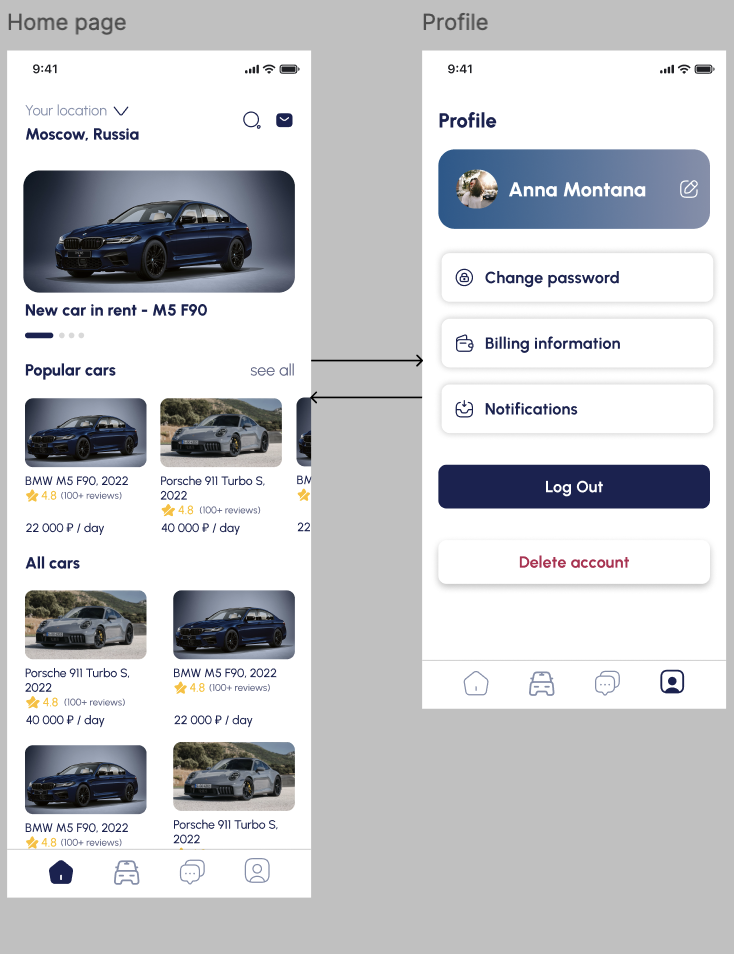 Home page
9:41
Your location
Moscow, Russia
New car in rent - M5 F90
Popular cars
see all
BMW M5 F90, 2022
4.8 (100+ reviews)
22 000 ₽ / day
Porsche 911 Turbo S,
2022
4.8 (100+ reviews)
40 000 ₽ / day
BM
22
All cars
Porsche 911 Turbo S,
2022
4.8 (100+ reviews)
40 000 ₽ / day
BMW M5 F90, 2022
4.8 (100+ reviews)
22 000 ₽ / day
BMW M5 F90, 2022
4.8 (100+ reviews)
Porsche 911 Turbo S,
2022
Profile
9:41
Profile
Anna Montana
Change password
Billing information
Notifications
Log Out
Delete account